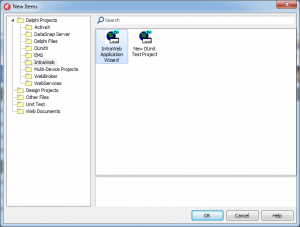 New Items
Delphi Projects
ActiveX
DataSnap Server
Delphi Files
DUnitX
EMS
IntraWeb
Multi-Device Projects
WebBroker
WebServices
Design Projects
Other Files
Unit Test
Web Documents
Search
IntraWeb
Application
Wizard
New DUnit
Test Project
OK
Cancel
Help